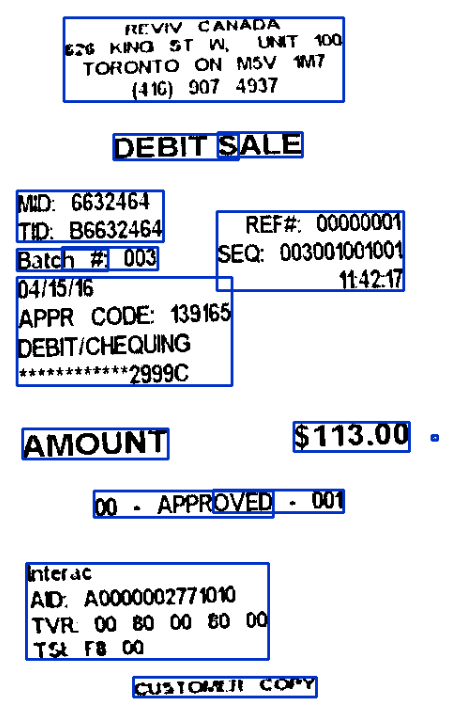 REVIV CANADA
626 KING ST W, UNIT 100
TORONTO ON M5V 1M7
(416) 907 4937
DEBIT SALE
MID: 6632464
TID: B6632464
REF#: 00000001
Batch #: 003
SEQ: 003001001001
04/15/16
11:42:17
APPR CODE: 139165
DEBIT/CHEQUING
************2999C
AMOUNT $113.00
00 - APPROVED - 001
Interac
AID: A0000002771010
TVR: 00 80 00 80 00
TSI: F8 00
CUSTOMER COPY